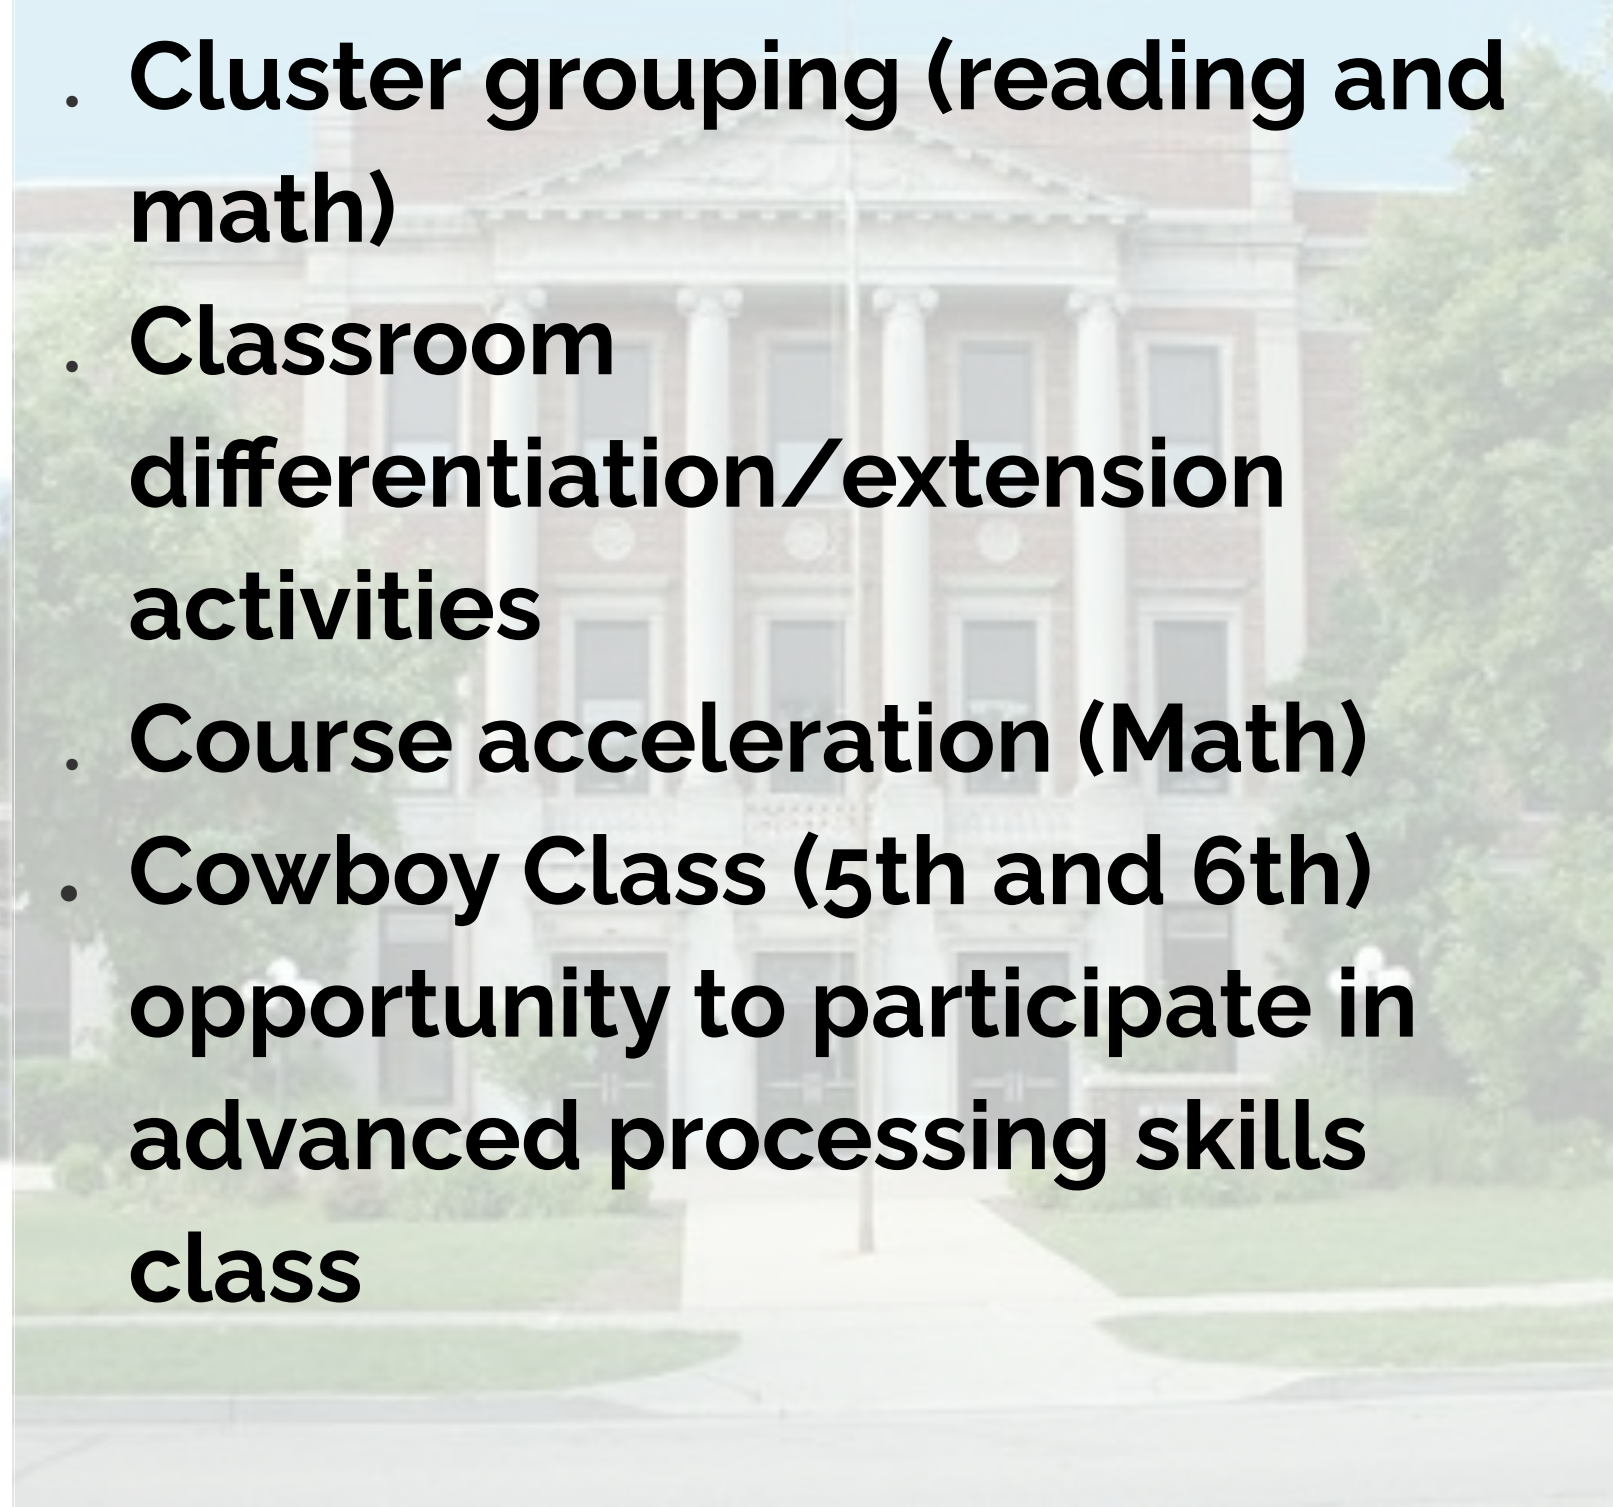 • Cluster grouping (reading and
math)
• Classroom
differentiation/extension
activities
• Course acceleration (Math)
• Cowboy Class (5th and 6th)
opportunity to participate in
advanced processing skills
class